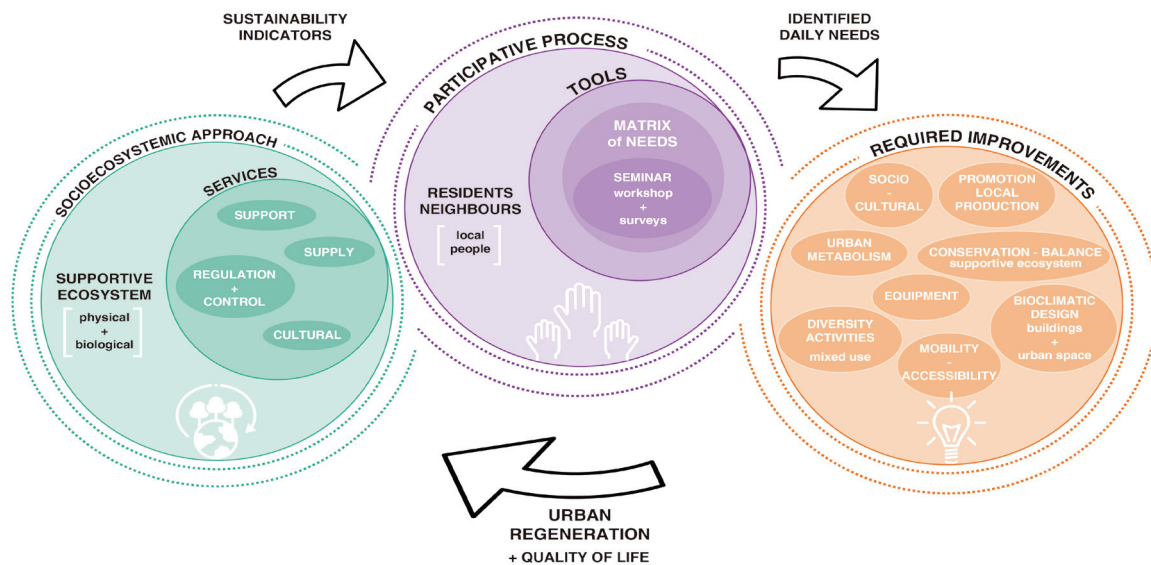 SUSTAINABILITY
INDICATORS
IDENTIFIED
DAILY NEEDS
SOCIOECOSYSTEMIC APPROACH
SERVICES
SUPPORT
SUPPLY
REGULATION
+
CONTROL
CULTURAL
SUPPORTIVE
ECOSYSTEM
physical
+
biological
PARTICIPATIVE PROCESS
TOOLS
MATRIX
of NEEDS
SEMINAR
workshop
+
surveys
RESIDENTS
NEIGHBOURS
local
people
REQUIRED IMPROVEMENTS
SOCIO
-
CULTURAL
PROMOTION
LOCAL
PRODUCTION
URBAN
METABOLISM
CONSERVATION - BALANCE
supportive ecosystem
EQUIPMENT
BIOCLIMATIC
DESIGN
buildings
+
urban space
DIVERSITY
ACTIVITIES
mixed use
MOBILITY
-
ACCESSIBILITY
URBAN
REGENERATION
+ QUALITY OF LIFE